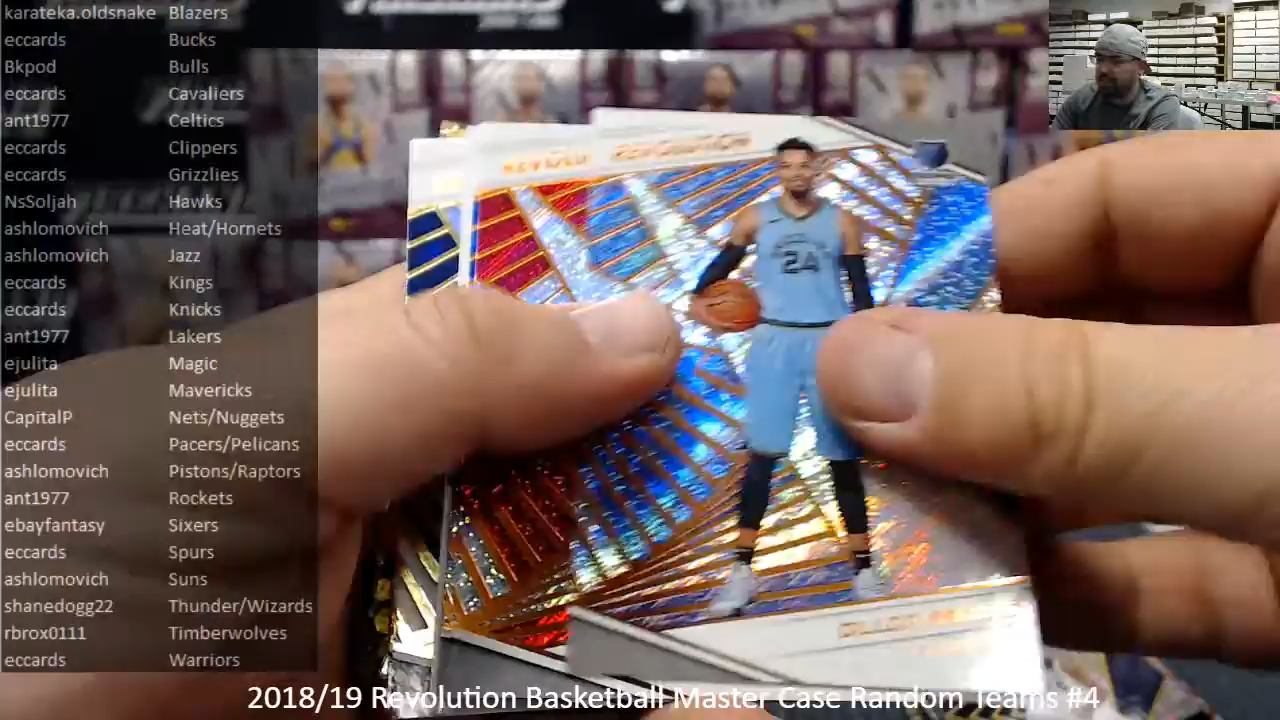 karateka.oldsnake Blazers
eccards Bucks
Bkpod Bulls
eccards Cavaliers
ant1977 Celtics
eccards Clippers
eccards Grizzlies
NsSoljah Hawks
ashlomovich Heat/Hornets
ashlomovich Jazz
eccards Kings
eccards Knicks
ant1977 Lakers
ejulita Magic
ejulita Mavericks
CapitalP Nets/Nuggets
eccards Pacers/Pelicans
ashlomovich Pistons/Raptors
ant1977 Rockets
ebayfantasy Sixers
eccards Spurs
ashlomovich Suns
shanedogg22 Thunder/Wizards
rbrox0111 Timberwolves
eccards Warriors
REVOLUTION
24
DILLON
2018/19 Revolution Basketball Master Case Random Teams #4